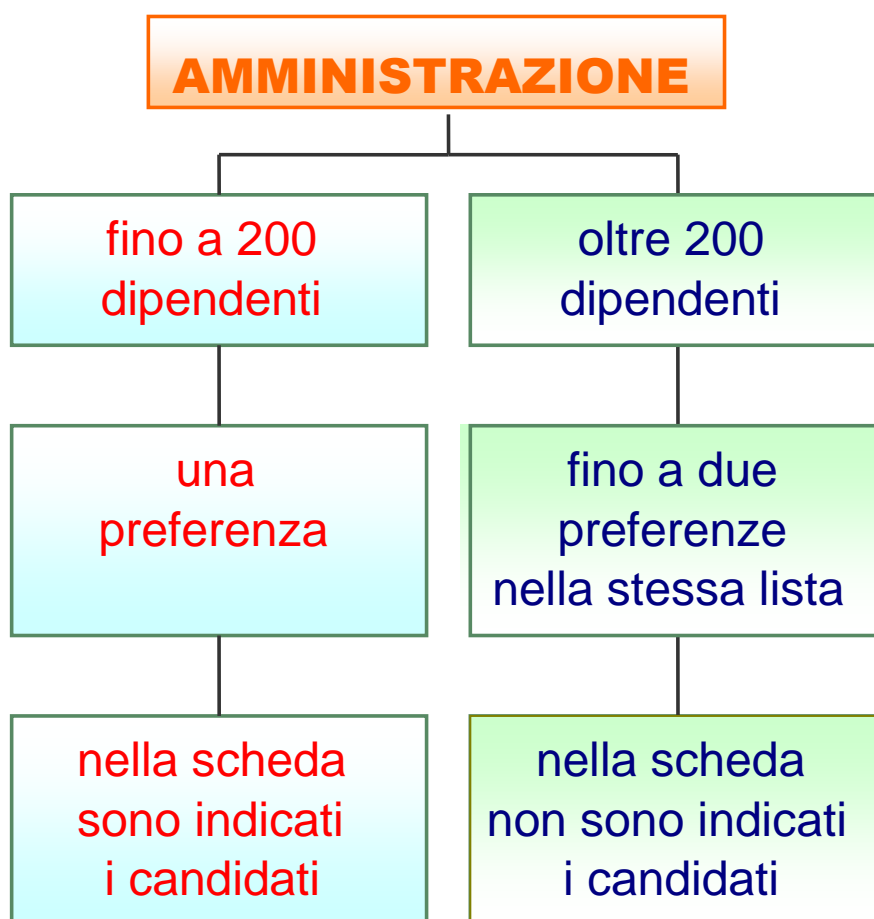 AMMINISTRAZIONE
fino a 200
dipendenti
oltre 200
dipendenti
una
preferenza
fino a due
preferenze
nella stessa lista
nella scheda
sono indicati
i candidati
nella scheda
non sono indicati
i candidati